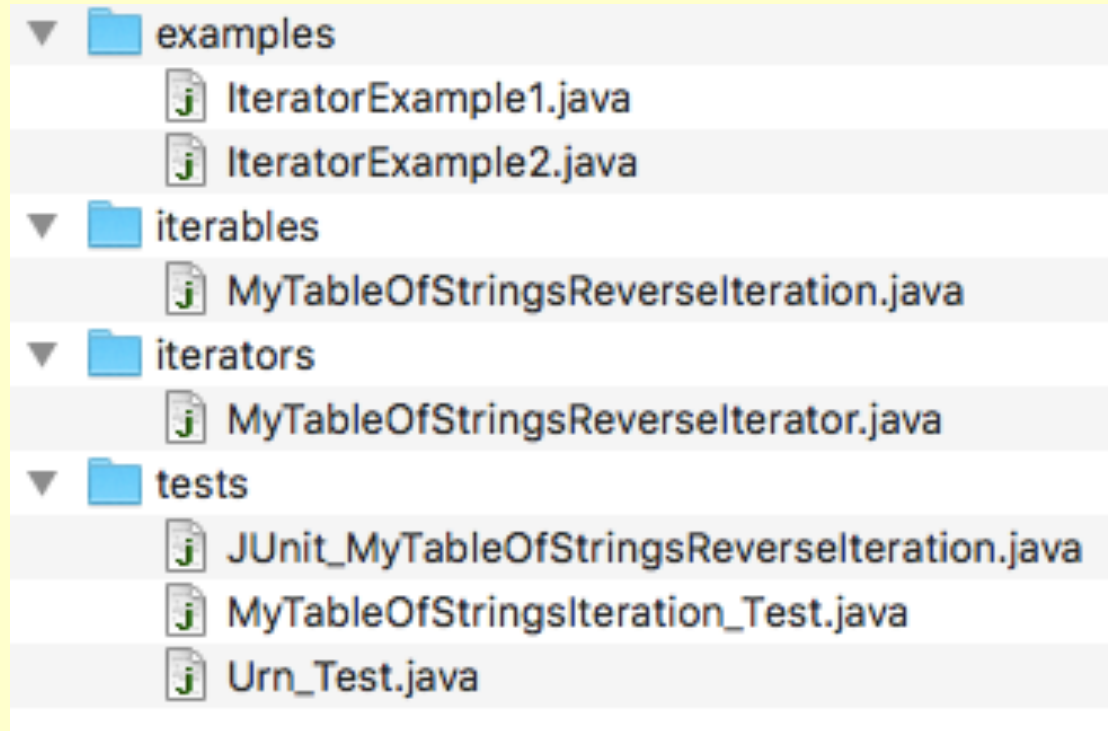 examples
IteratorExample1.java
IteratorExample2.java
iterables
MyTableOfStringsReverseIteration.java
iterators
MyTableOfStringsReverseIterator.java
tests
JUnit_MyTableOfStringsReverseIteration.java
MyTableOfStringsIteration_Test.java
Urn_Test.java